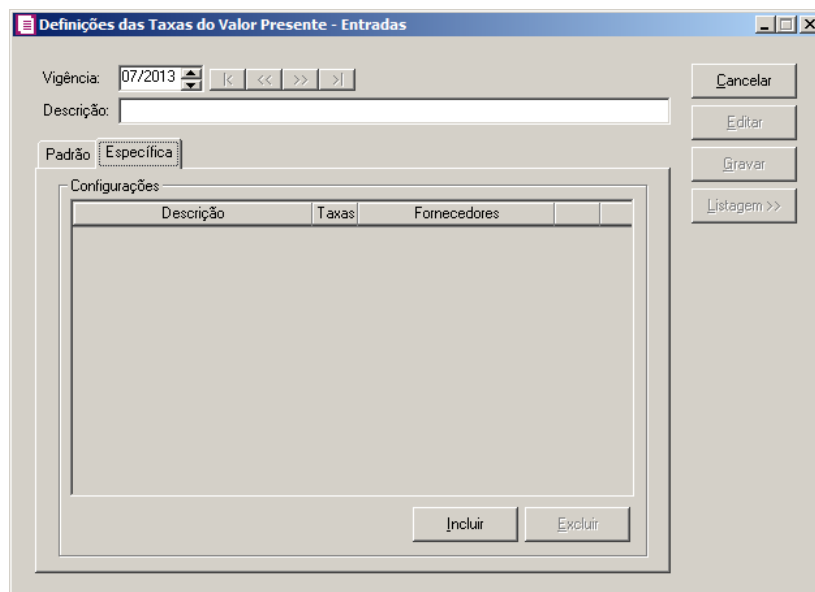 Definições das Taxas do Valor Presente - Entradas
Vigência: 07/2013 |< << >> >|
Cancelar
Descrição:
Editar
Padrão Específica
Gravar
Configurações
Listagem >>
Descrição Taxas Fornecedores
Incluir Excluir